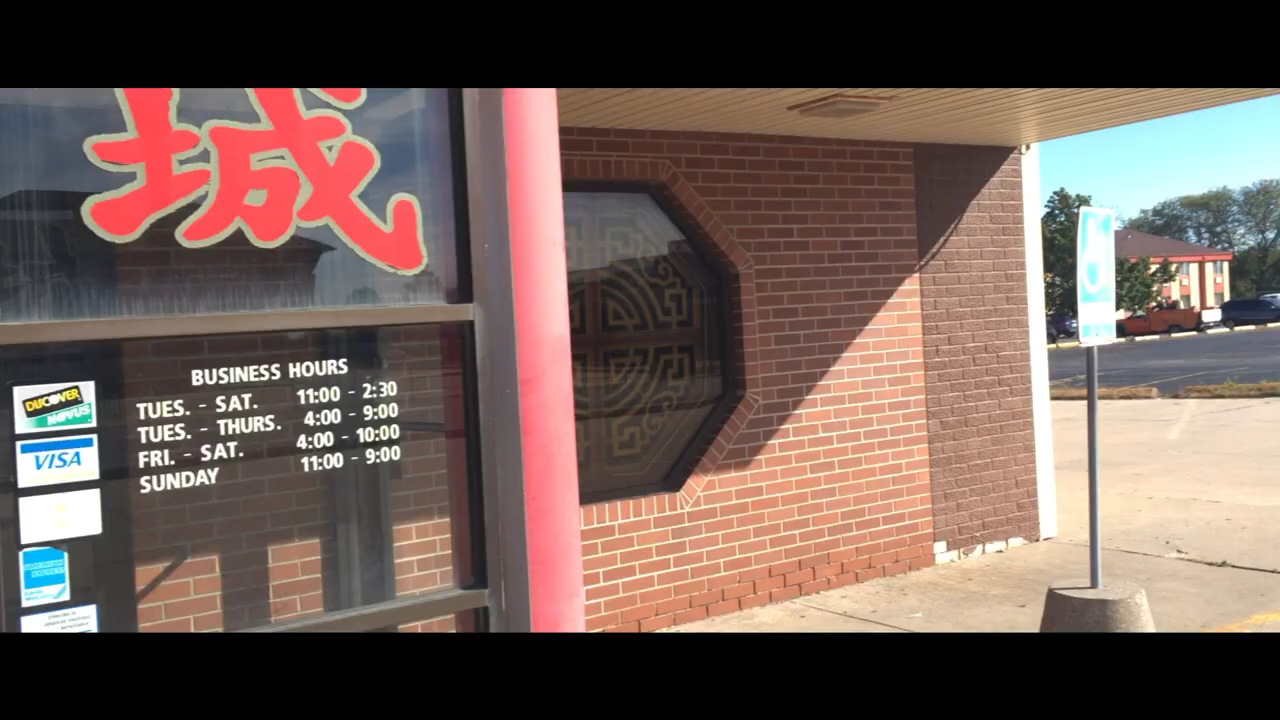 城
BUSINESS HOURS
TUES. - SAT. 11:00 - 2:30
TUES. - THURS. 4:00 - 9:00
FRI. - SAT. 4:00 - 10:00
SUNDAY 11:00 - 9:00
DISCOVER
NOVUS
VISA